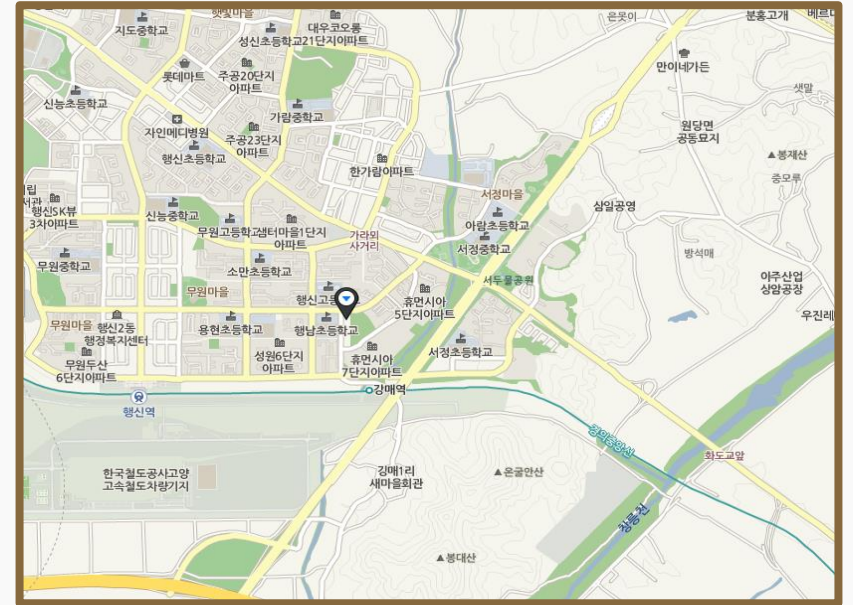 햇빛마을
지도중학교
성신초등학교
대우코오롱
21단지아파트
은못이
분홍고개
만이네가든
롯데마트
주공20단지
아파트
샛말
신능초등학교
가람중학교
자인메디병원
주공23단지
아파트
행신초등학교
원당면
공동묘지
봉재산
중모루
한가람아파트
서정마을
행신SK뷰
3차아파트
신능중학교
무원고등학교
샘터마을1단지
아파트
가라뫼
사거리
아람초등학교
서정중학교
삼일공영
무원중학교
소만초등학교
서두물공원
방석매
아주산업
상암공장
무원마을
행신고등
휴먼시아
5단지아파트
무원마을
행신2동
행정복지센터
용현초등학교
행남초등학교
우진레
무원두산
6단지아파트
성원6단지
아파트
휴먼시아
7단지아파트
서정초등학교
행신역
강매역
경의중앙선
화도교앞
한국철도공사고양
고속철도차량기지
강매1리
새마을회관
온굴안산
창릉천
봉대산